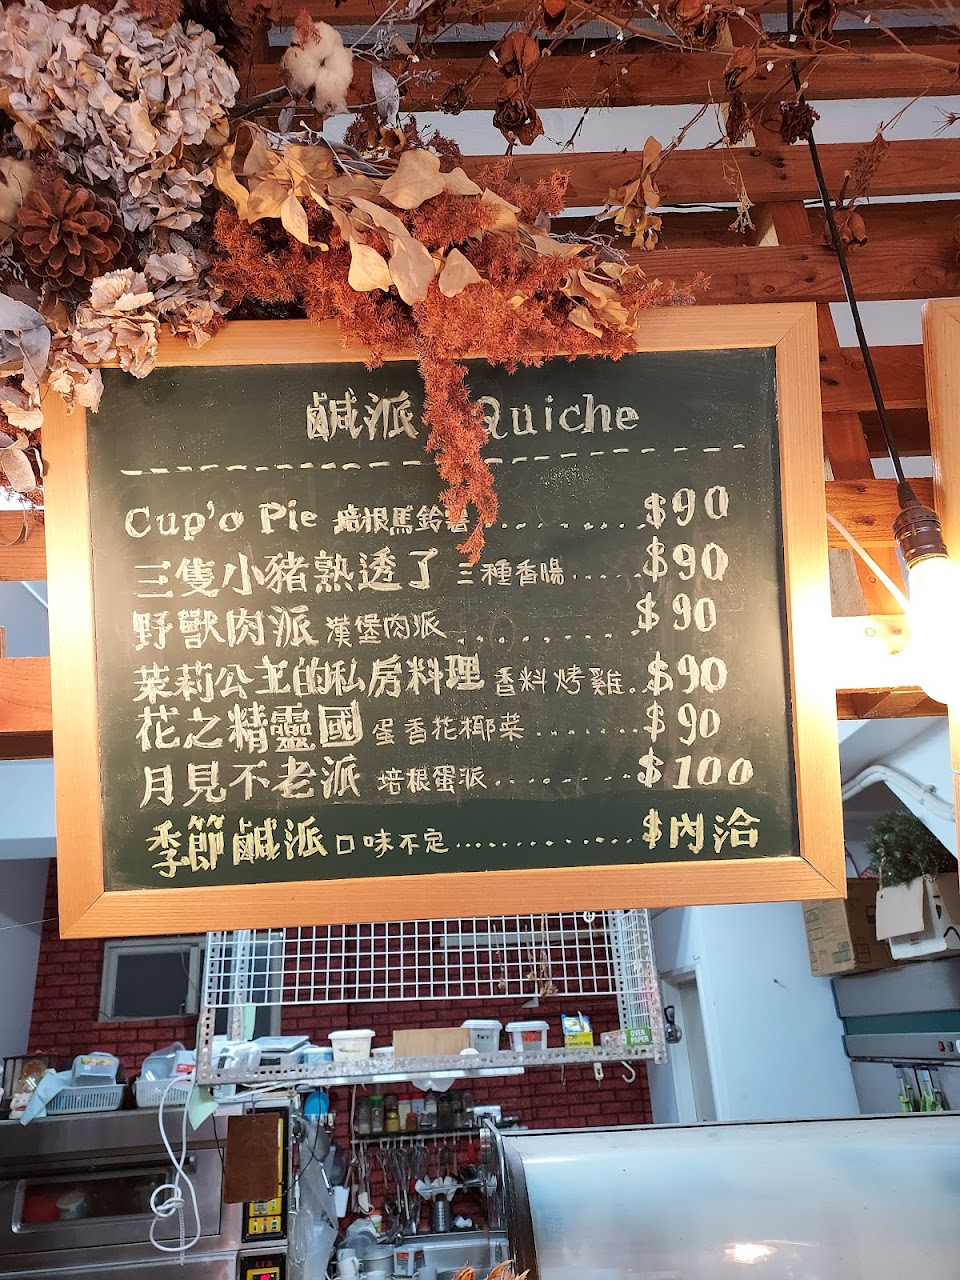 鹹派 Quiche
Cup'o Pie 培根馬鈴薯 $90
三隻小豬熟透了 三種香腸 $90
野獸肉派 漢堡肉派 $90
茉莉公主的私房料理 香料烤雞 $90
花之精靈國 蛋香花椰菜 $90
月見不老派 培根蛋派 $100
季節鹹派 口味不定 $內洽
OVEN PAPER